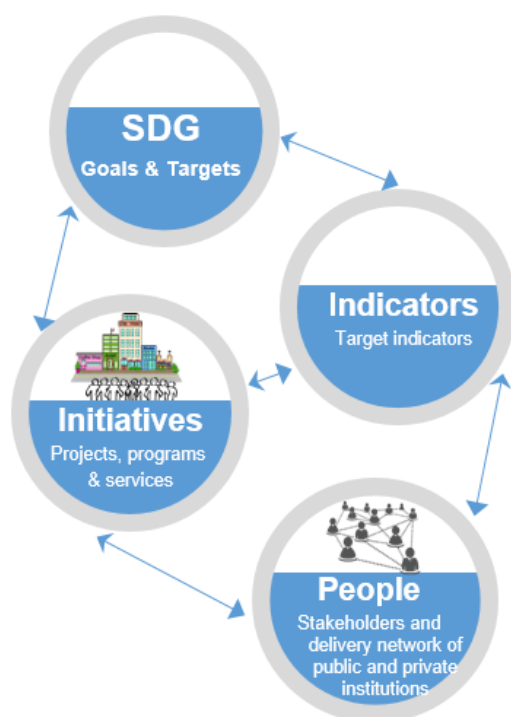 SDG
Goals & Targets
Indicators
Target indicators
Initiatives
Projects, programs
& services
People
Stakeholders and
delivery network of
public and private
institutions